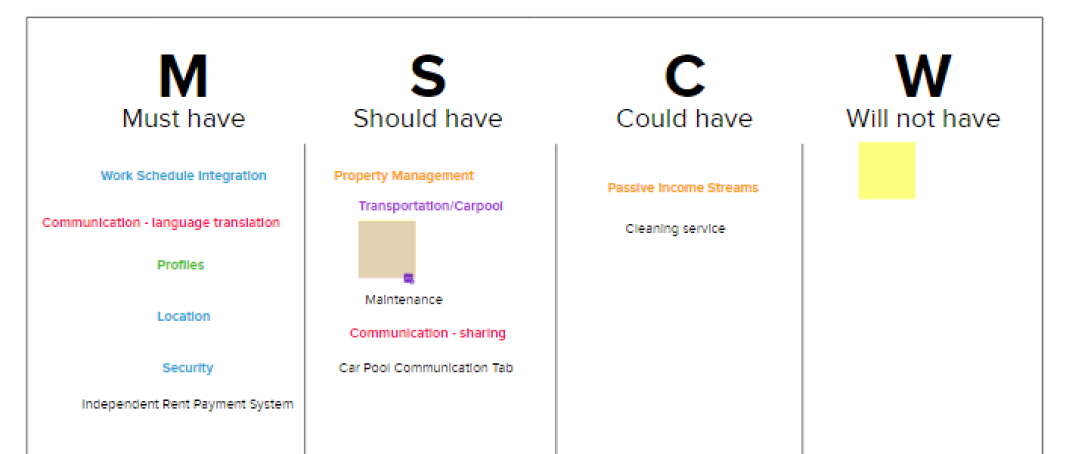 M
Must have
Work Schedule Integration
Communication - language translation
Profiles
Location
Security
Independent Rent Payment System
S
Should have
Property Management
Transportation/Carpool
Maintenance
Communication - sharing
Car Pool Communication Tab
C
Could have
Passive Income Streams
Cleaning service
W
Will not have